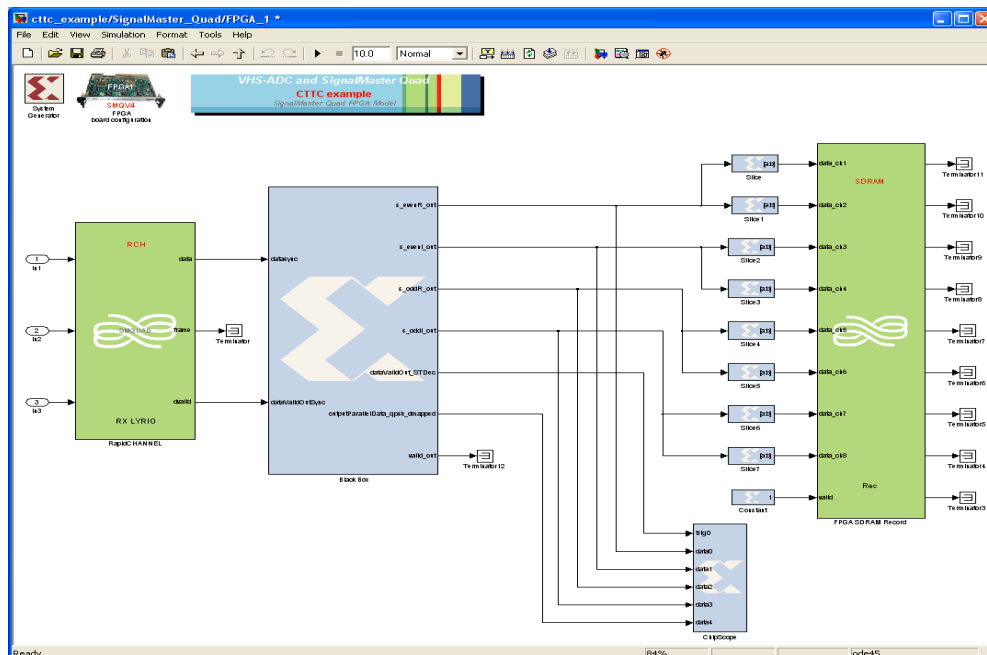 cttc_example/SignalMaster_Quad/FPGA_1 *
File Edit View Simulation Format Tools Help
10.0 Normal
System Generator
FPGA1
SMQV4
FPGA
board configuration
VHS-ADC and SignalMaster Quad
CTTC example
SignalMaster Quad FPGA Model
1
In1
2
In2
3
In3
RCH
data
SMQUAD
frame
dvalid
RX LYRIO
RapidCHANNEL
Terminator
datasync
dataValidOutSync
s_evenR_out
s_evenI_out
s_oddR_out
s_oddI_out
dataValidOut_STDec
outputParallelData_qpsk_dmapped
valid_out
Black Box
Terminator12
[a:b]
Slice
[a:b]
Slice1
[a:b]
Slice2
[a:b]
Slice3
[a:b]
Slice4
[a:b]
Slice5
[a:b]
Slice6
[a:b]
Slice7
1
Constant
SDRAM
data_ch1
data_ch2
data_ch3
data_ch4
data_ch5
data_ch6
data_ch7
data_ch8
valid
Rec
FPGA SDRAM Record
Terminator11
Terminator10
Terminator9
Terminator8
Terminator7
Terminator6
Terminator5
Terminator4
Terminator3
trig0
data0
data1
data2
data3
data4
ChipScope
Ready 84% ode45